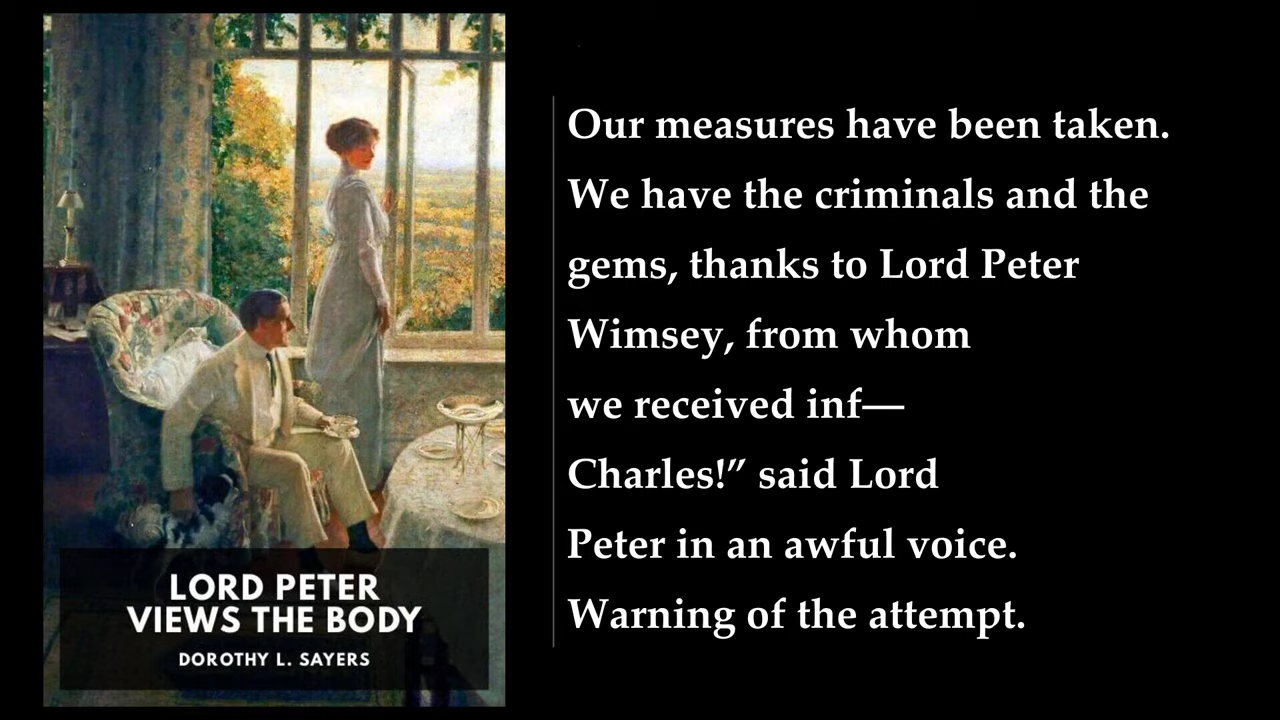 Our measures have been taken.
We have the criminals and the
gems, thanks to Lord Peter
Wimsey, from whom
we received inf—
Charles!” said Lord
Peter in an awful voice.
Warning of the attempt.
LORD PETER
VIEWS THE BODY
DOROTHY L. SAYERS